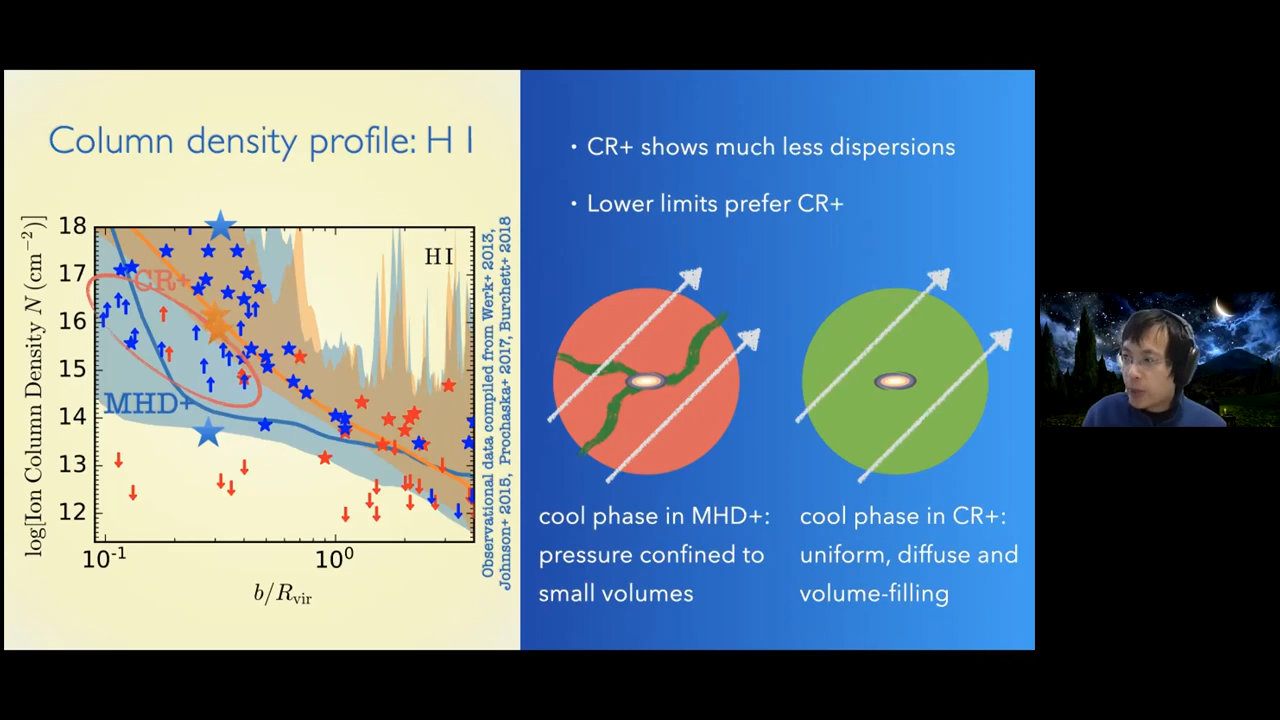 Column density profile: H I
log[Ion Column Density N (cm⁻²)]
18
17
16
15
14
13
12
H I
CR+
MHD+
10⁻¹
10⁰
b/R_vir
Observational data compiled from Werk+ 2013,
Johnson+ 2015, Prochaska+ 2017, Burchett+ 2018
· CR+ shows much less dispersions
· Lower limits prefer CR+
cool phase in MHD+:
pressure confined to
small volumes
cool phase in CR+:
uniform, diffuse and
volume-filling